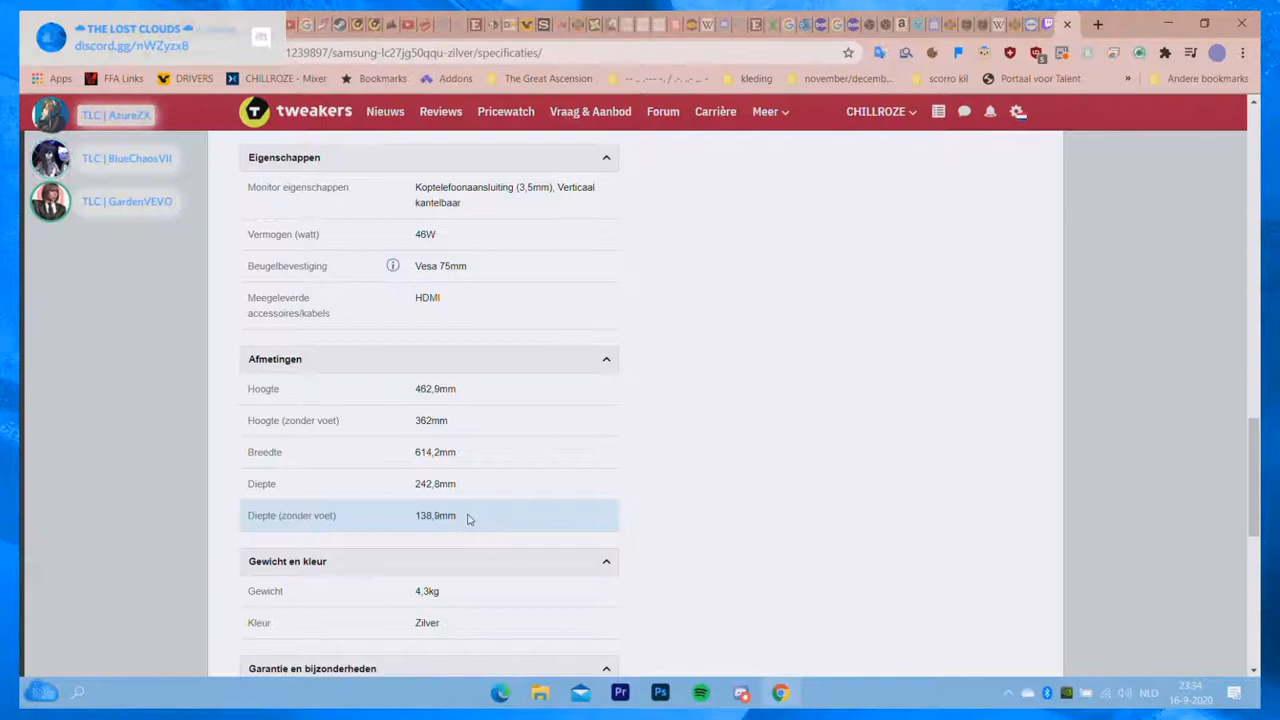 THE LOST CLOUDS
discord.gg/nWZyzx8
1239897/samsung-lc27jg50qqu-zilver/specificaties/
Apps
FFA Links
DRIVERS
CHILLROZE - Mixer
Bookmarks
Addons
The Great Ascension
kleding
november/decemb...
scorro kil
Portaal voor Talent
»
Andere bookmarks
TLC | AzureZX
TLC | BlueChaosVII
TLC | GardenVEVO
tweakers
Nieuws
Reviews
Pricewatch
Vraag & Aanbod
Forum
Carrière
Meer
CHILLROZE
Eigenschappen
Monitor eigenschappen
Koptelefoonaansluiting (3,5mm), Verticaal
kantelbaar
Vermogen (watt)
46W
Beugelbevestiging
Vesa 75mm
Meegeleverde
accessoires/kabels
HDMI
Afmetingen
Hoogte
462,9mm
Hoogte (zonder voet)
362mm
Breedte
614,2mm
Diepte
242,8mm
Diepte (zonder voet)
138,9mm
Gewicht en kleur
Gewicht
4,3kg
Kleur
Zilver
Garantie en bijzonderheden
Pr
Ps
NLD
23:34
16-9-2020